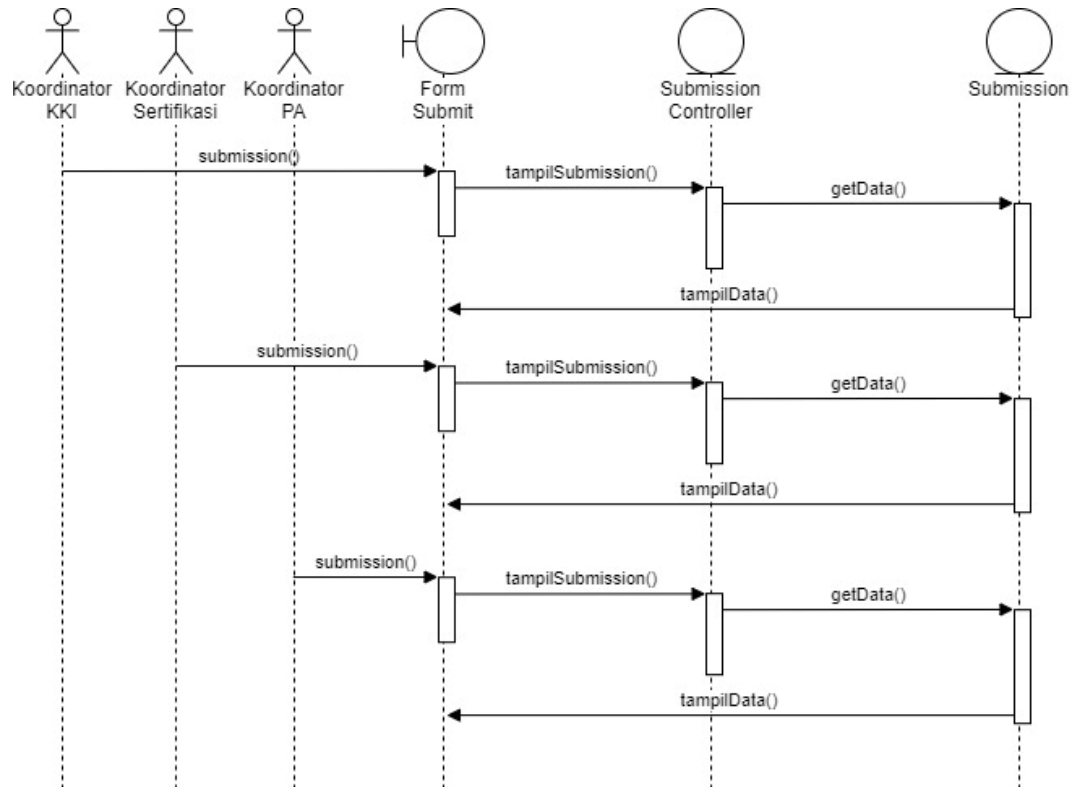 Koordinator
KKI
Koordinator
Sertifikasi
Koordinator
PA
Form
Submit
Submission
Controller
Submission
submission()
tampilSubmission()
getData()
tampilData()
submission()
tampilSubmission()
getData()
tampilData()
submission()
tampilSubmission()
getData()
tampilData()